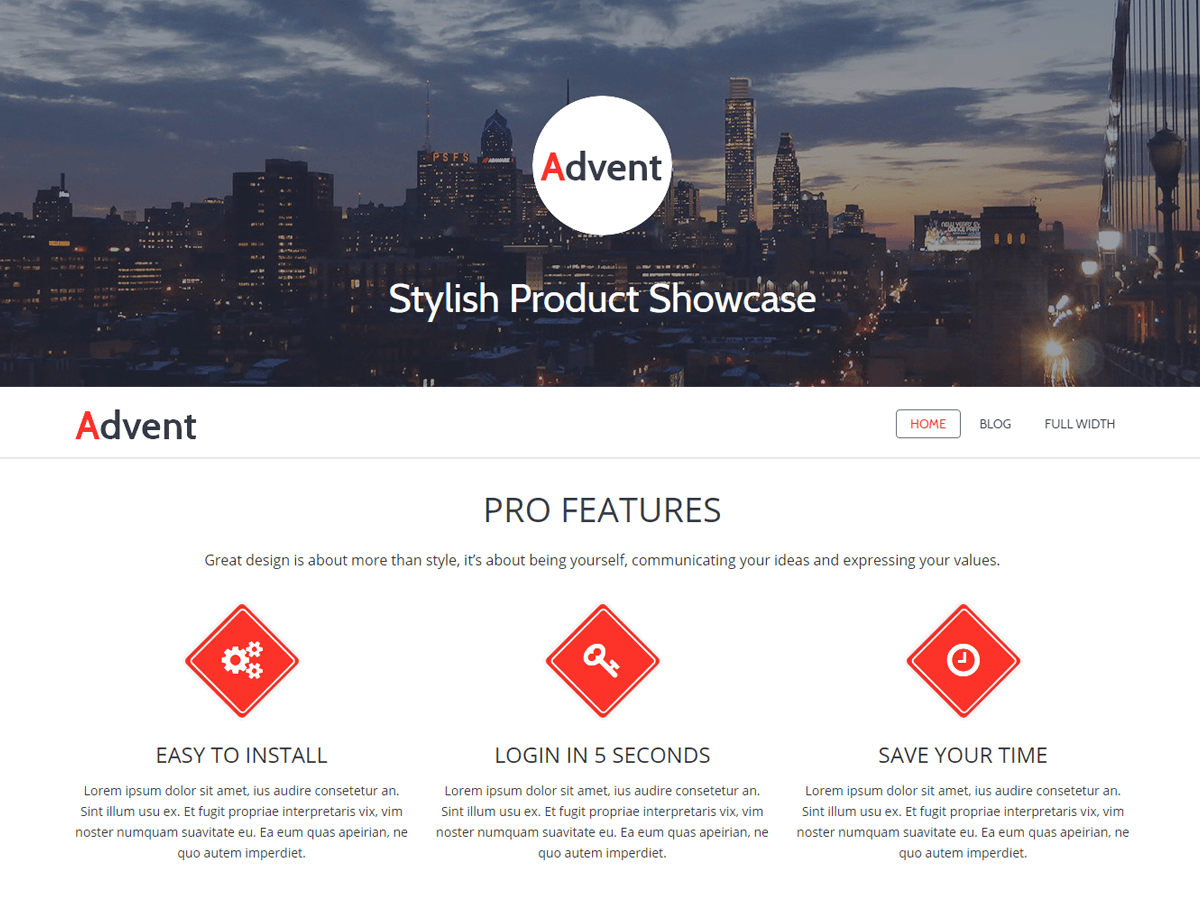 PSFS
ARAMARK
Advent
Stylish Product Showcase
Advent
HOME
BLOG
FULL WIDTH
PRO FEATURES
Great design is about more than style, it’s about being yourself, communicating your ideas and expressing your values.
EASY TO INSTALL
Lorem ipsum dolor sit amet, ius audire consetetur an.
Sint illum usu ex. Et fugit propriae interpretaris vix, vim
noster numquam suavitate eu. Ea eum quas apeirian, ne
quo autem imperdiet.
LOGIN IN 5 SECONDS
Lorem ipsum dolor sit amet, ius audire consetetur an.
Sint illum usu ex. Et fugit propriae interpretaris vix, vim
noster numquam suavitate eu. Ea eum quas apeirian, ne
quo autem imperdiet.
SAVE YOUR TIME
Lorem ipsum dolor sit amet, ius audire consetetur an.
Sint illum usu ex. Et fugit propriae interpretaris vix, vim
noster numquam suavitate eu. Ea eum quas apeirian, ne
quo autem imperdiet.